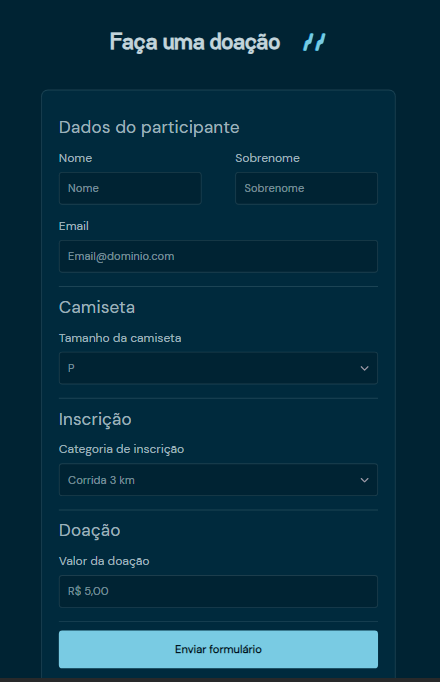 Faça uma doação
Dados do participante
Nome Sobrenome
Nome Sobrenome
Email
Email@dominio.com
Camiseta
Tamanho da camiseta
P
Inscrição
Categoria de inscrição
Corrida 3 km
Doação
Valor da doação
R$ 5,00
Enviar formulário